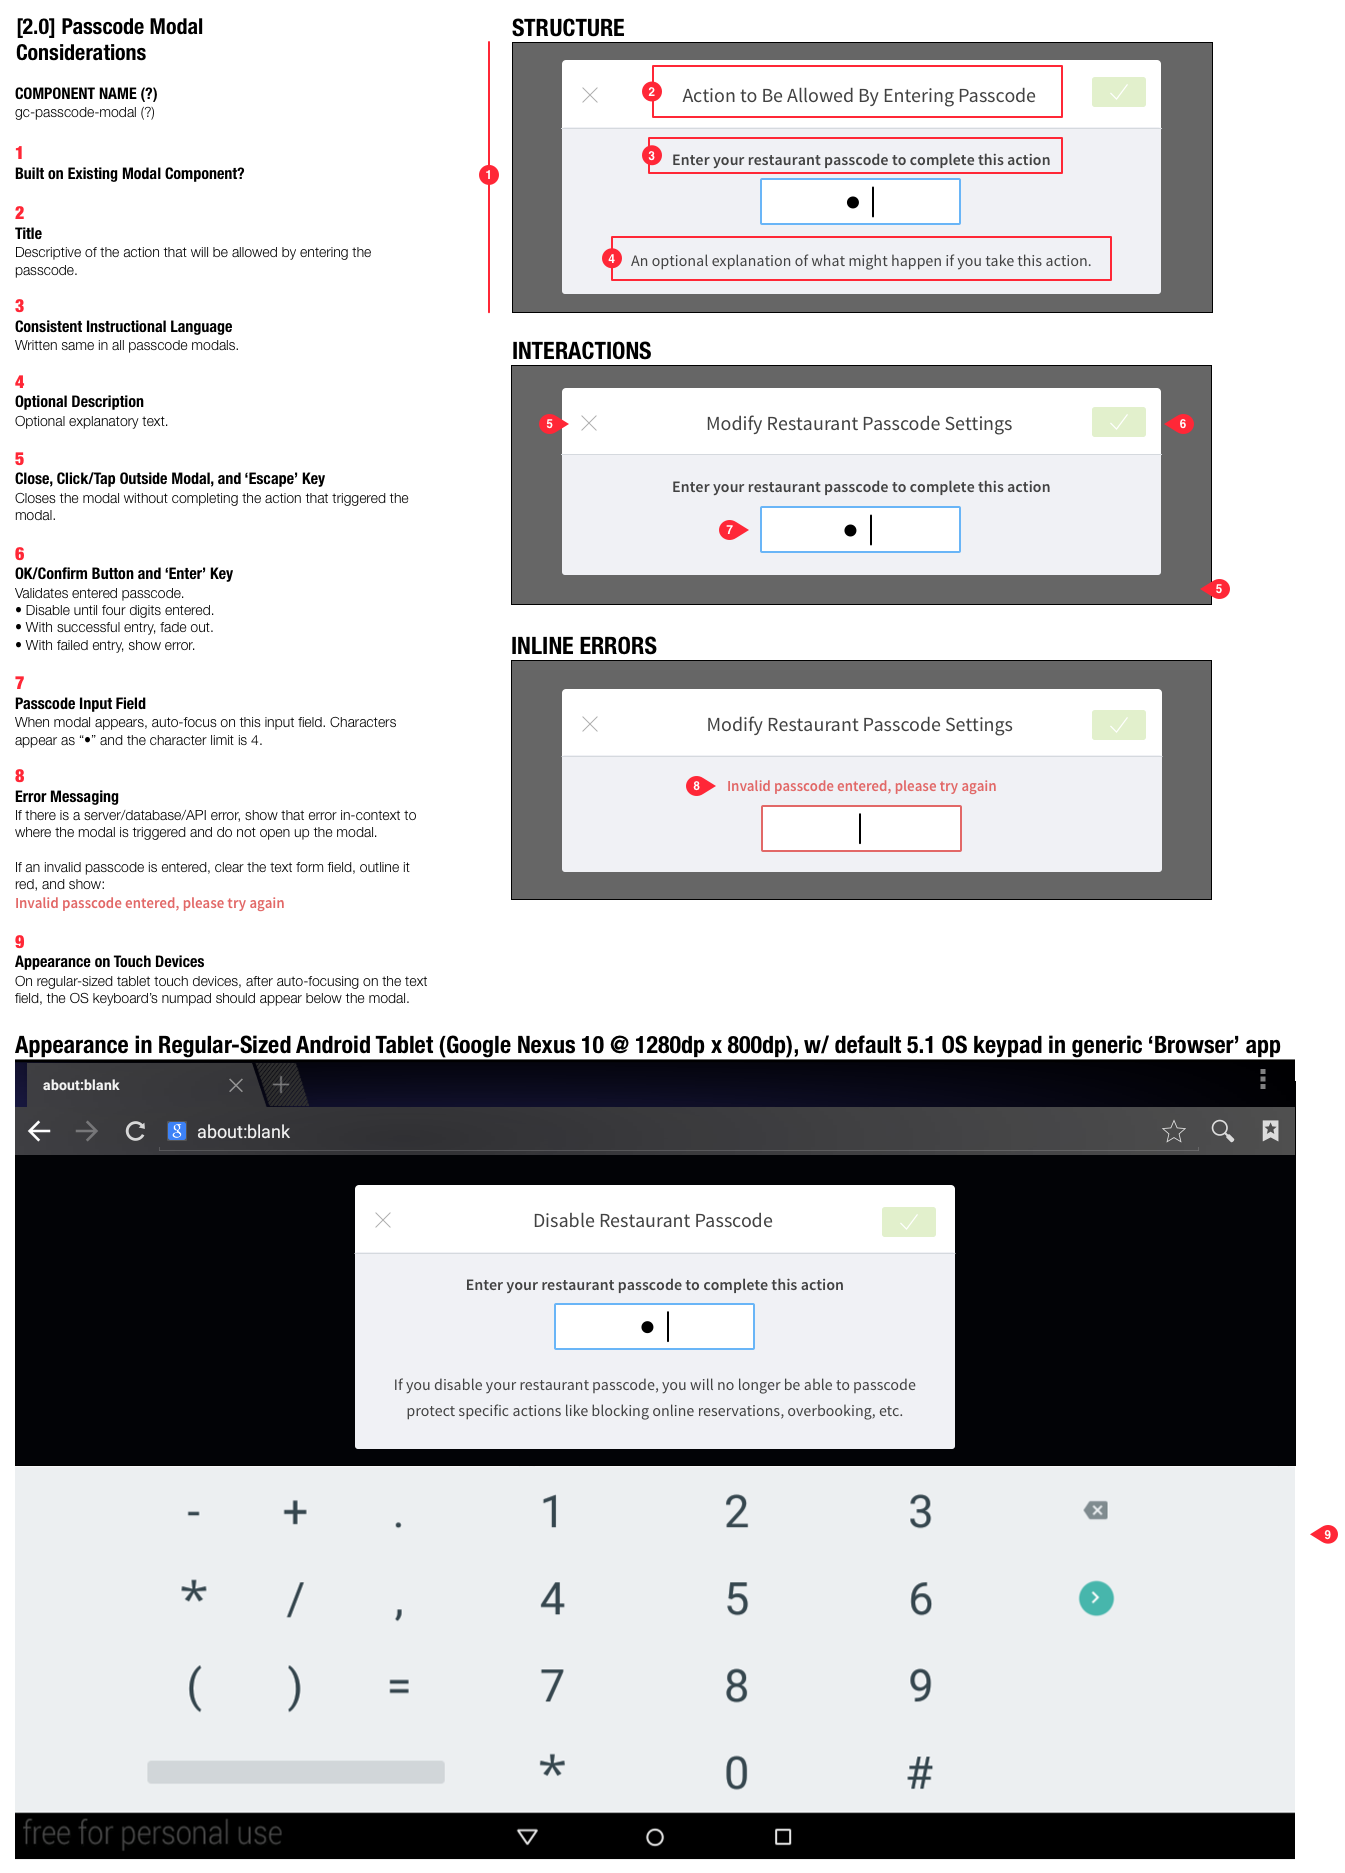 [2.0] Passcode Modal
Considerations
COMPONENT NAME (?)
gc-passcode-modal (?)
1
Built on Existing Modal Component?
2
Title
Descriptive of the action that will be allowed by entering the
passcode.
3
Consistent Instructional Language
Written same in all passcode modals.
4
Optional Description
Optional explanatory text.
5
Close, Click/Tap Outside Modal, and ‘Escape’ Key
Closes the modal without completing the action that triggered the
modal.
6
OK/Confirm Button and ‘Enter’ Key
Validates entered passcode.
• Disable until four digits entered.
• With successful entry, fade out.
• With failed entry, show error.
7
Passcode Input Field
When modal appears, auto-focus on this input field. Characters
appear as “•” and the character limit is 4.
8
Error Messaging
If there is a server/database/API error, show that error in-context to
where the modal is triggered and do not open up the modal.
If an invalid passcode is entered, clear the text form field, outline it
red, and show:
Invalid passcode entered, please try again
9
Appearance on Touch Devices
On regular-sized tablet touch devices, after auto-focusing on the text
field, the OS keyboard’s numpad should appear below the modal.
STRUCTURE
1
2
Action to Be Allowed By Entering Passcode
3
Enter your restaurant passcode to complete this action
4
An optional explanation of what might happen if you take this action.
INTERACTIONS
5
Modify Restaurant Passcode Settings
6
Enter your restaurant passcode to complete this action
7
5
INLINE ERRORS
Modify Restaurant Passcode Settings
8
Invalid passcode entered, please try again
Appearance in Regular-Sized Android Tablet (Google Nexus 10 @ 1280dp x 800dp), w/ default 5.1 OS keypad in generic ‘Browser’ app
about:blank
about:blank
Disable Restaurant Passcode
Enter your restaurant passcode to complete this action
If you disable your restaurant passcode, you will no longer be able to passcode
protect specific actions like blocking online reservations, overbooking, etc.
- + . 1 2 3
9
* / , 4 5 6
( ) = 7 8 9
* 0 #
free for personal use